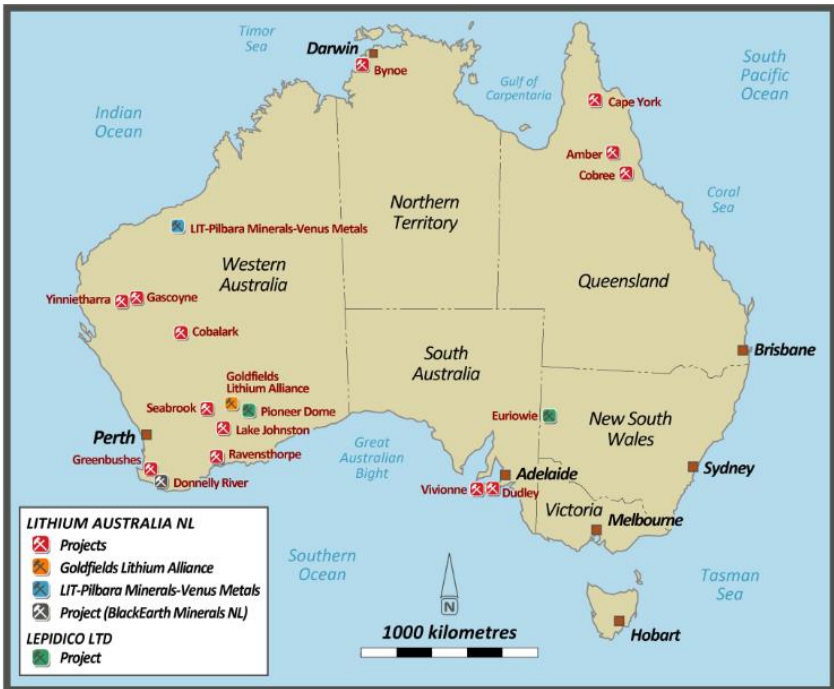 Timor
Sea
Darwin
Bynoe
Gulf of
Carpentaria
South
Pacific
Ocean
Cape York
Indian
Ocean
Amber
Cobree
Coral
Sea
Northern
Territory
LIT-Pilbara Minerals-Venus Metals
Western
Australia
Queensland
Yinnietharra
Gascoyne
Cobalark
Brisbane
South
Australia
Goldfields
Lithium Alliance
Seabrook
Pioneer Dome
Euriowie
New South
Wales
Lake Johnston
Perth
Great
Australian
Bight
Ravensthorpe
Greenbushes
Donnelly River
Adelaide
Sydney
Vivionne
Dudley
Victoria
Melbourne
LITHIUM AUSTRALIA NL
Projects
Goldfields Lithium Alliance
LIT-Pilbara Minerals-Venus Metals
Project (BlackEarth Minerals NL)
LEPIDICO LTD
Project
Southern
Ocean
N
1000 kilometres
Tasman
Sea
Hobart